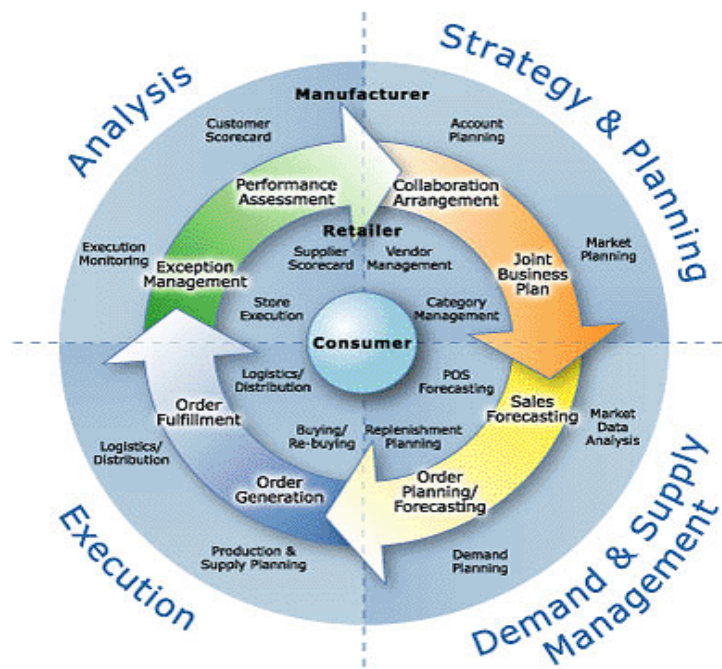 Analysis
Strategy & Planning
Manufacturer
Customer
Scorecard
Account
Planning
Performance
Assessment
Collaboration
Arrangement
Retailer
Execution
Monitoring
Exception
Management
Supplier
Scorecard
Vendor
Management
Joint
Business
Plan
Market
Planning
Store
Execution
Category
Management
Consumer
Logistics/
Distribution
POS
Forecasting
Order
Fulfillment
Sales
Forecasting
Market
Data
Analysis
Logistics/
Distribution
Buying/
Re-buying
Replenishment
Planning
Order
Generation
Order
Planning/
Forecasting
Production &
Supply Planning
Demand
Planning
Execution
Demand & Supply
Management